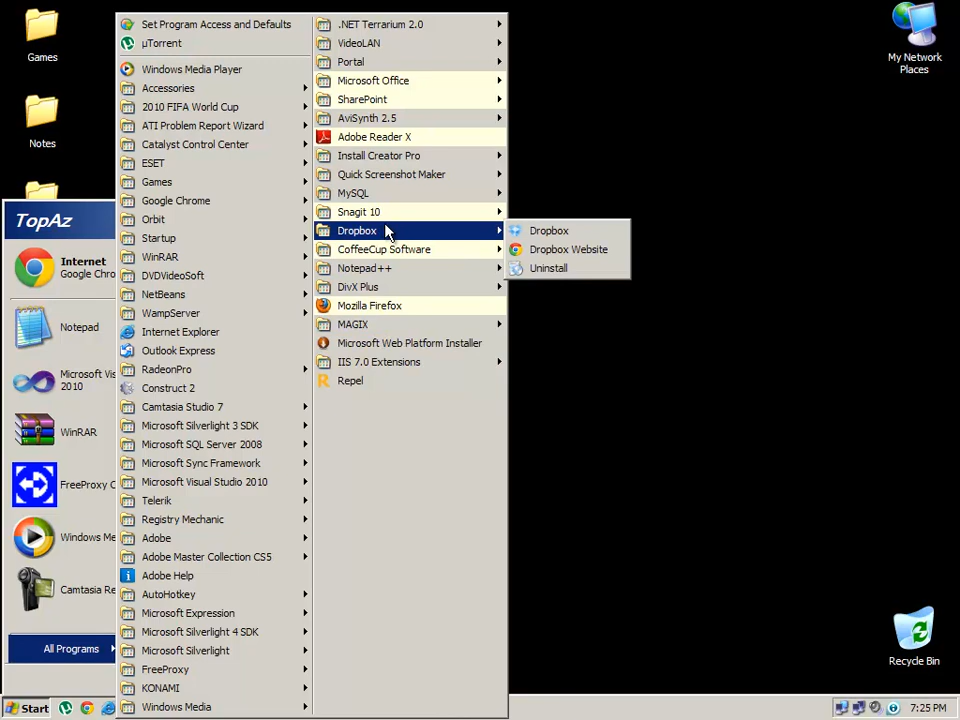 Games
Notes
My Network
Places
Recycle Bin
TopAz
Internet
Google Chro
Notepad
Microsoft Vis
2010
WinRAR
FreeProxy C
Windows Me
Camtasia Re
All Programs
Set Program Access and Defaults
µTorrent
Windows Media Player
Accessories
2010 FIFA World Cup
ATI Problem Report Wizard
Catalyst Control Center
ESET
Games
Google Chrome
Orbit
Startup
WinRAR
DVDVideoSoft
NetBeans
WampServer
Internet Explorer
Outlook Express
RadeonPro
Construct 2
Camtasia Studio 7
Microsoft Silverlight 3 SDK
Microsoft SQL Server 2008
Microsoft Sync Framework
Microsoft Visual Studio 2010
Telerik
Registry Mechanic
Adobe
Adobe Master Collection CS5
Adobe Help
AutoHotkey
Microsoft Expression
Microsoft Silverlight 4 SDK
Microsoft Silverlight
FreeProxy
KONAMI
Windows Media
.NET Terrarium 2.0
VideoLAN
Portal
Microsoft Office
SharePoint
AviSynth 2.5
Adobe Reader X
Install Creator Pro
Quick Screenshot Maker
MySQL
Snagit 10
Dropbox
CoffeeCup Software
Notepad++
DivX Plus
Mozilla Firefox
MAGIX
Microsoft Web Platform Installer
IIS 7.0 Extensions
Repel
Dropbox
Dropbox Website
Uninstall
Start
7:25 PM